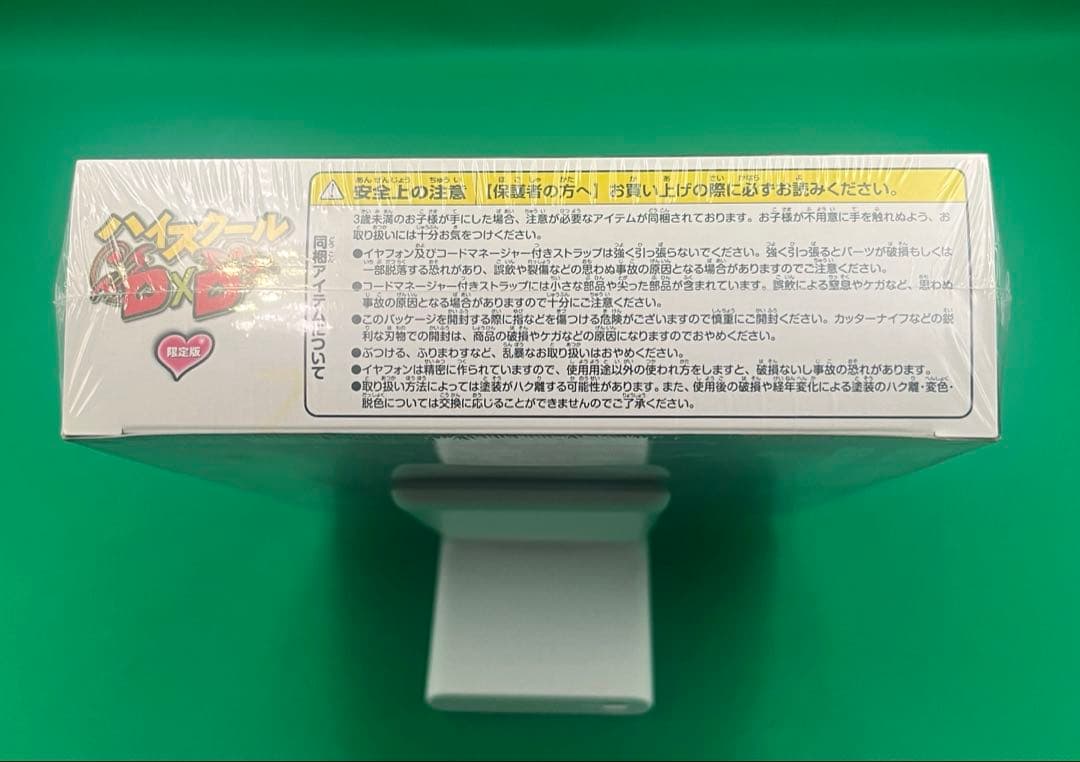 ハイスクール
D×D
限定版
同梱アイテムについて
安全上の注意 【保護者の方へ】お買い上げの際に必ずお読みください。
3歳未満のお子様が手にした場合、注意が必要なアイテムが同梱されております。お子様が不用意に手を触れぬよう、お
取り扱いには十分お気をつけください。
●イヤフォン及びコードマネージャー付きストラップは強く引っ張らないでください。強く引っ張るとパーツが破損もしくは
一部脱落する恐れがあり、誤飲や裂傷などの思わぬ事故の原因となる場合がありますのでご注意ください。
●コードマネージャー付きストラップには小さな部品や尖った部品が含まれています。誤飲による窒息やケガなど、思わぬ
事故の原因となる場合がありますので十分にご注意ください。
●このパッケージを開封する際に指などを傷つける危険がございますので慎重にご開封ください。カッターナイフなどの鋭
利な刃物での開封は、商品の破損やケガなどの原因になりますのでおやめください。
●ぶつける、ふりまわすなど、乱暴なお取り扱いはおやめください。
●イヤフォンは精密に作られていますので、使用用途以外の使われ方をしますと、破損ないし事故の恐れがあります。
●取り扱い方法によっては塗装がハク離する可能性があります。また、使用後の破損や経年変化による塗装のハク離・変色・
脱色については交換に応じることができませんのでご了承ください。